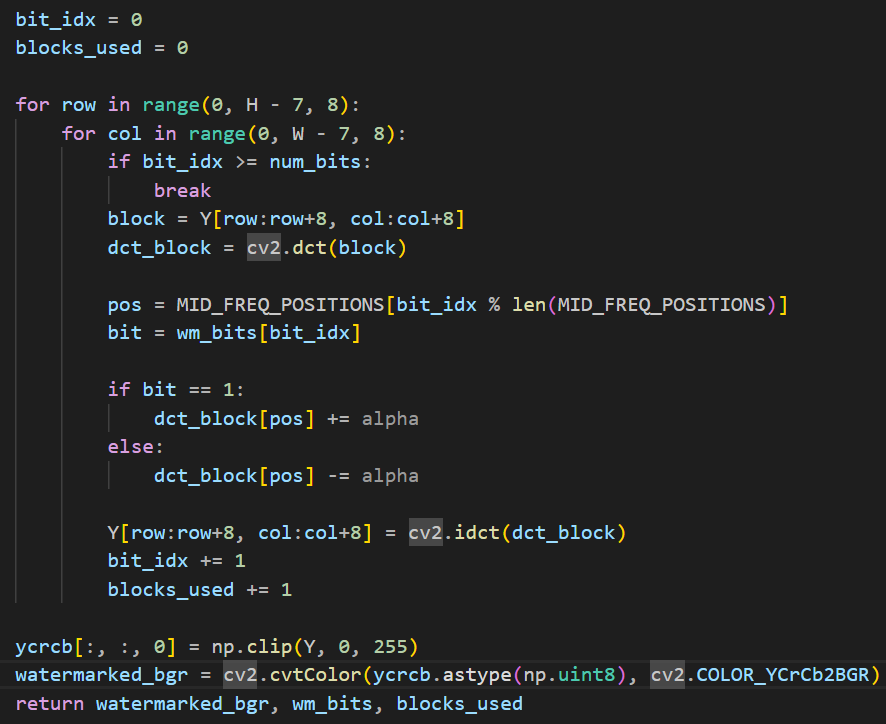 bit_idx = 0
blocks_used = 0
for row in range(0, H - 7, 8):
    for col in range(0, W - 7, 8):
        if bit_idx >= num_bits:
            break
        block = Y[row:row+8, col:col+8]
        dct_block = cv2.dct(block)
        pos = MID_FREQ_POSITIONS[bit_idx % len(MID_FREQ_POSITIONS)]
        bit = wm_bits[bit_idx]
        if bit == 1:
            dct_block[pos] += alpha
        else:
            dct_block[pos] -= alpha
        Y[row:row+8, col:col+8] = cv2.idct(dct_block)
        bit_idx += 1
        blocks_used += 1
ycrcb[:, :, 0] = np.clip(Y, 0, 255)
watermarked_bgr = cv2.cvtColor(ycrcb.astype(np.uint8), cv2.COLOR_YCrCb2BGR)
return watermarked_bgr, wm_bits, blocks_used